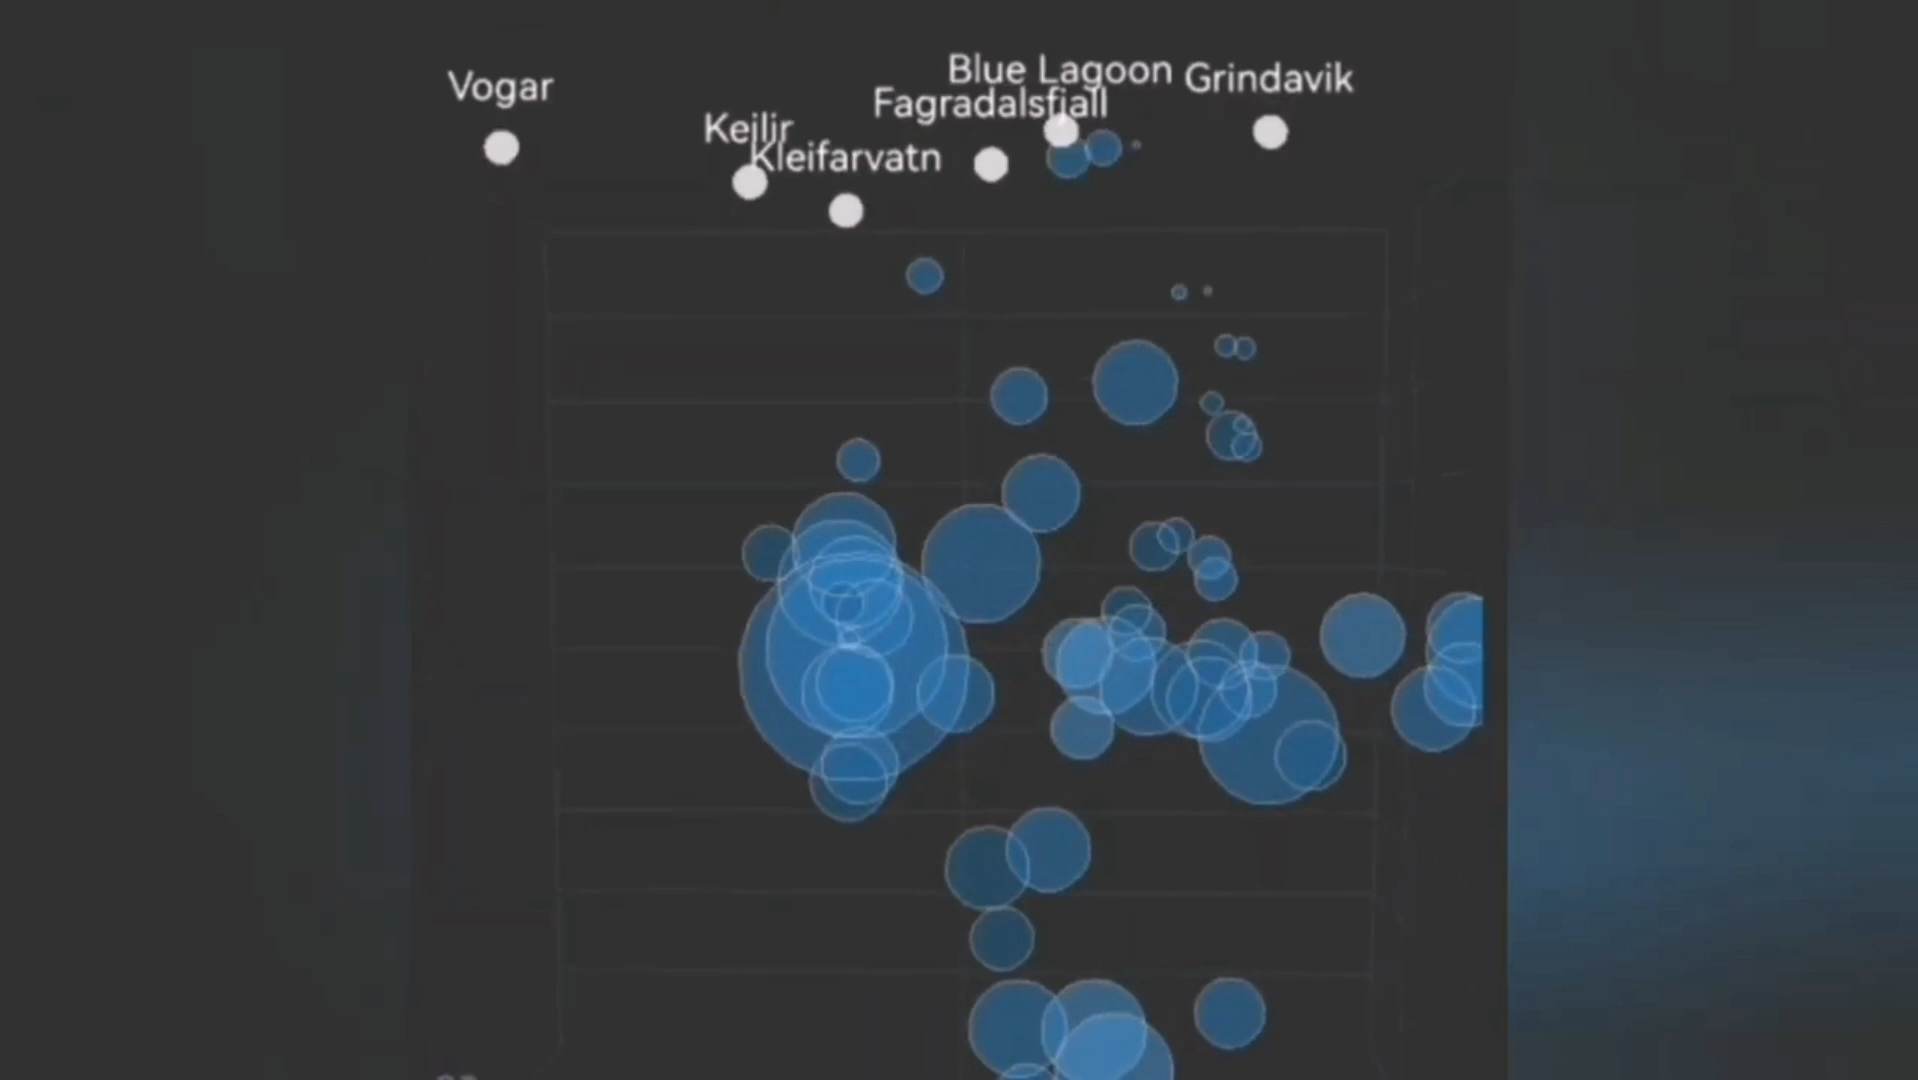 Vogar
Blue Lagoon
Grindavik
Fagradalsfjall
Keilir
Kleifarvatn